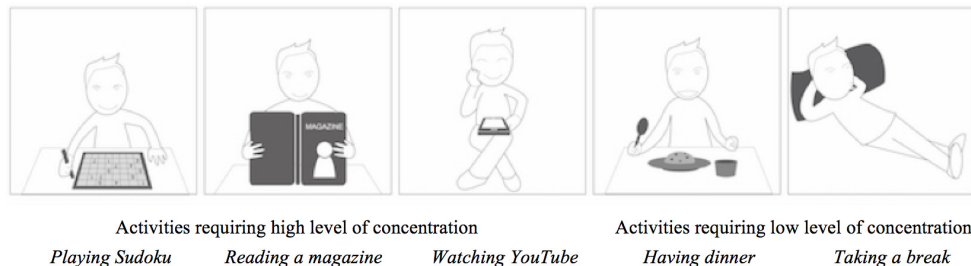 MAGAZINE
Activities requiring high level of concentration
Activities requiring low level of concentration
Playing Sudoku
Reading a magazine
Watching YouTube
Having dinner
Taking a break